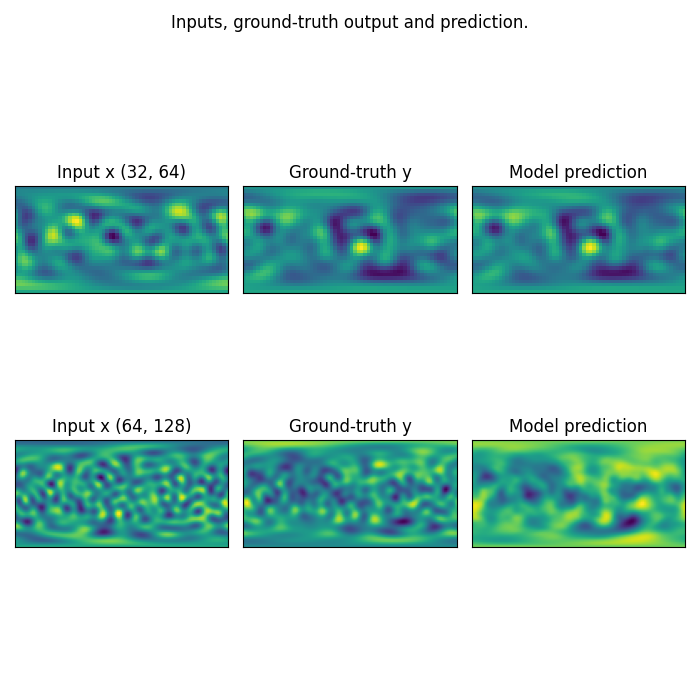 Inputs, ground-truth output and prediction.
Input x (32, 64)
Ground-truth y
Model prediction
Input x (64, 128)
Ground-truth y
Model prediction